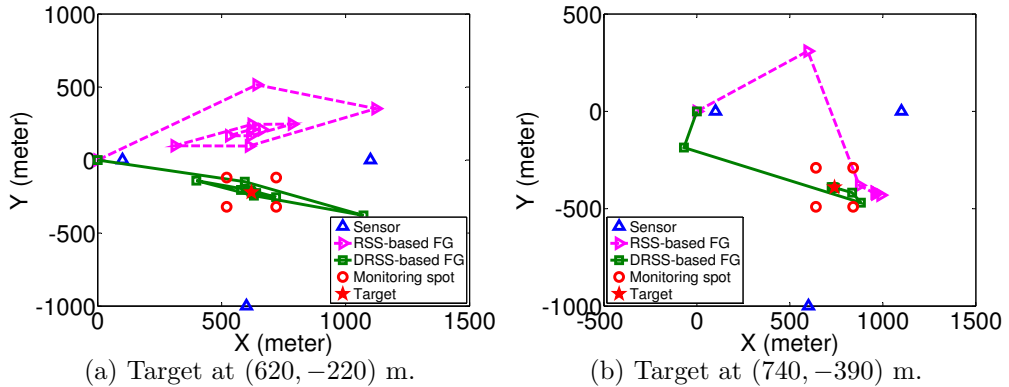 1000
500
0
-500
-1000
0
500
1000
1500
Y (meter)
X (meter)
Sensor
RSS-based FG
DRSS-based FG
Monitoring spot
Target
(a) Target at (620, −220) m.
500
0
-500
-1000
-500
0
500
1000
1500
Y (meter)
X (meter)
Sensor
RSS-based FG
DRSS-based FG
Monitoring spot
Target
(b) Target at (740, −390) m.